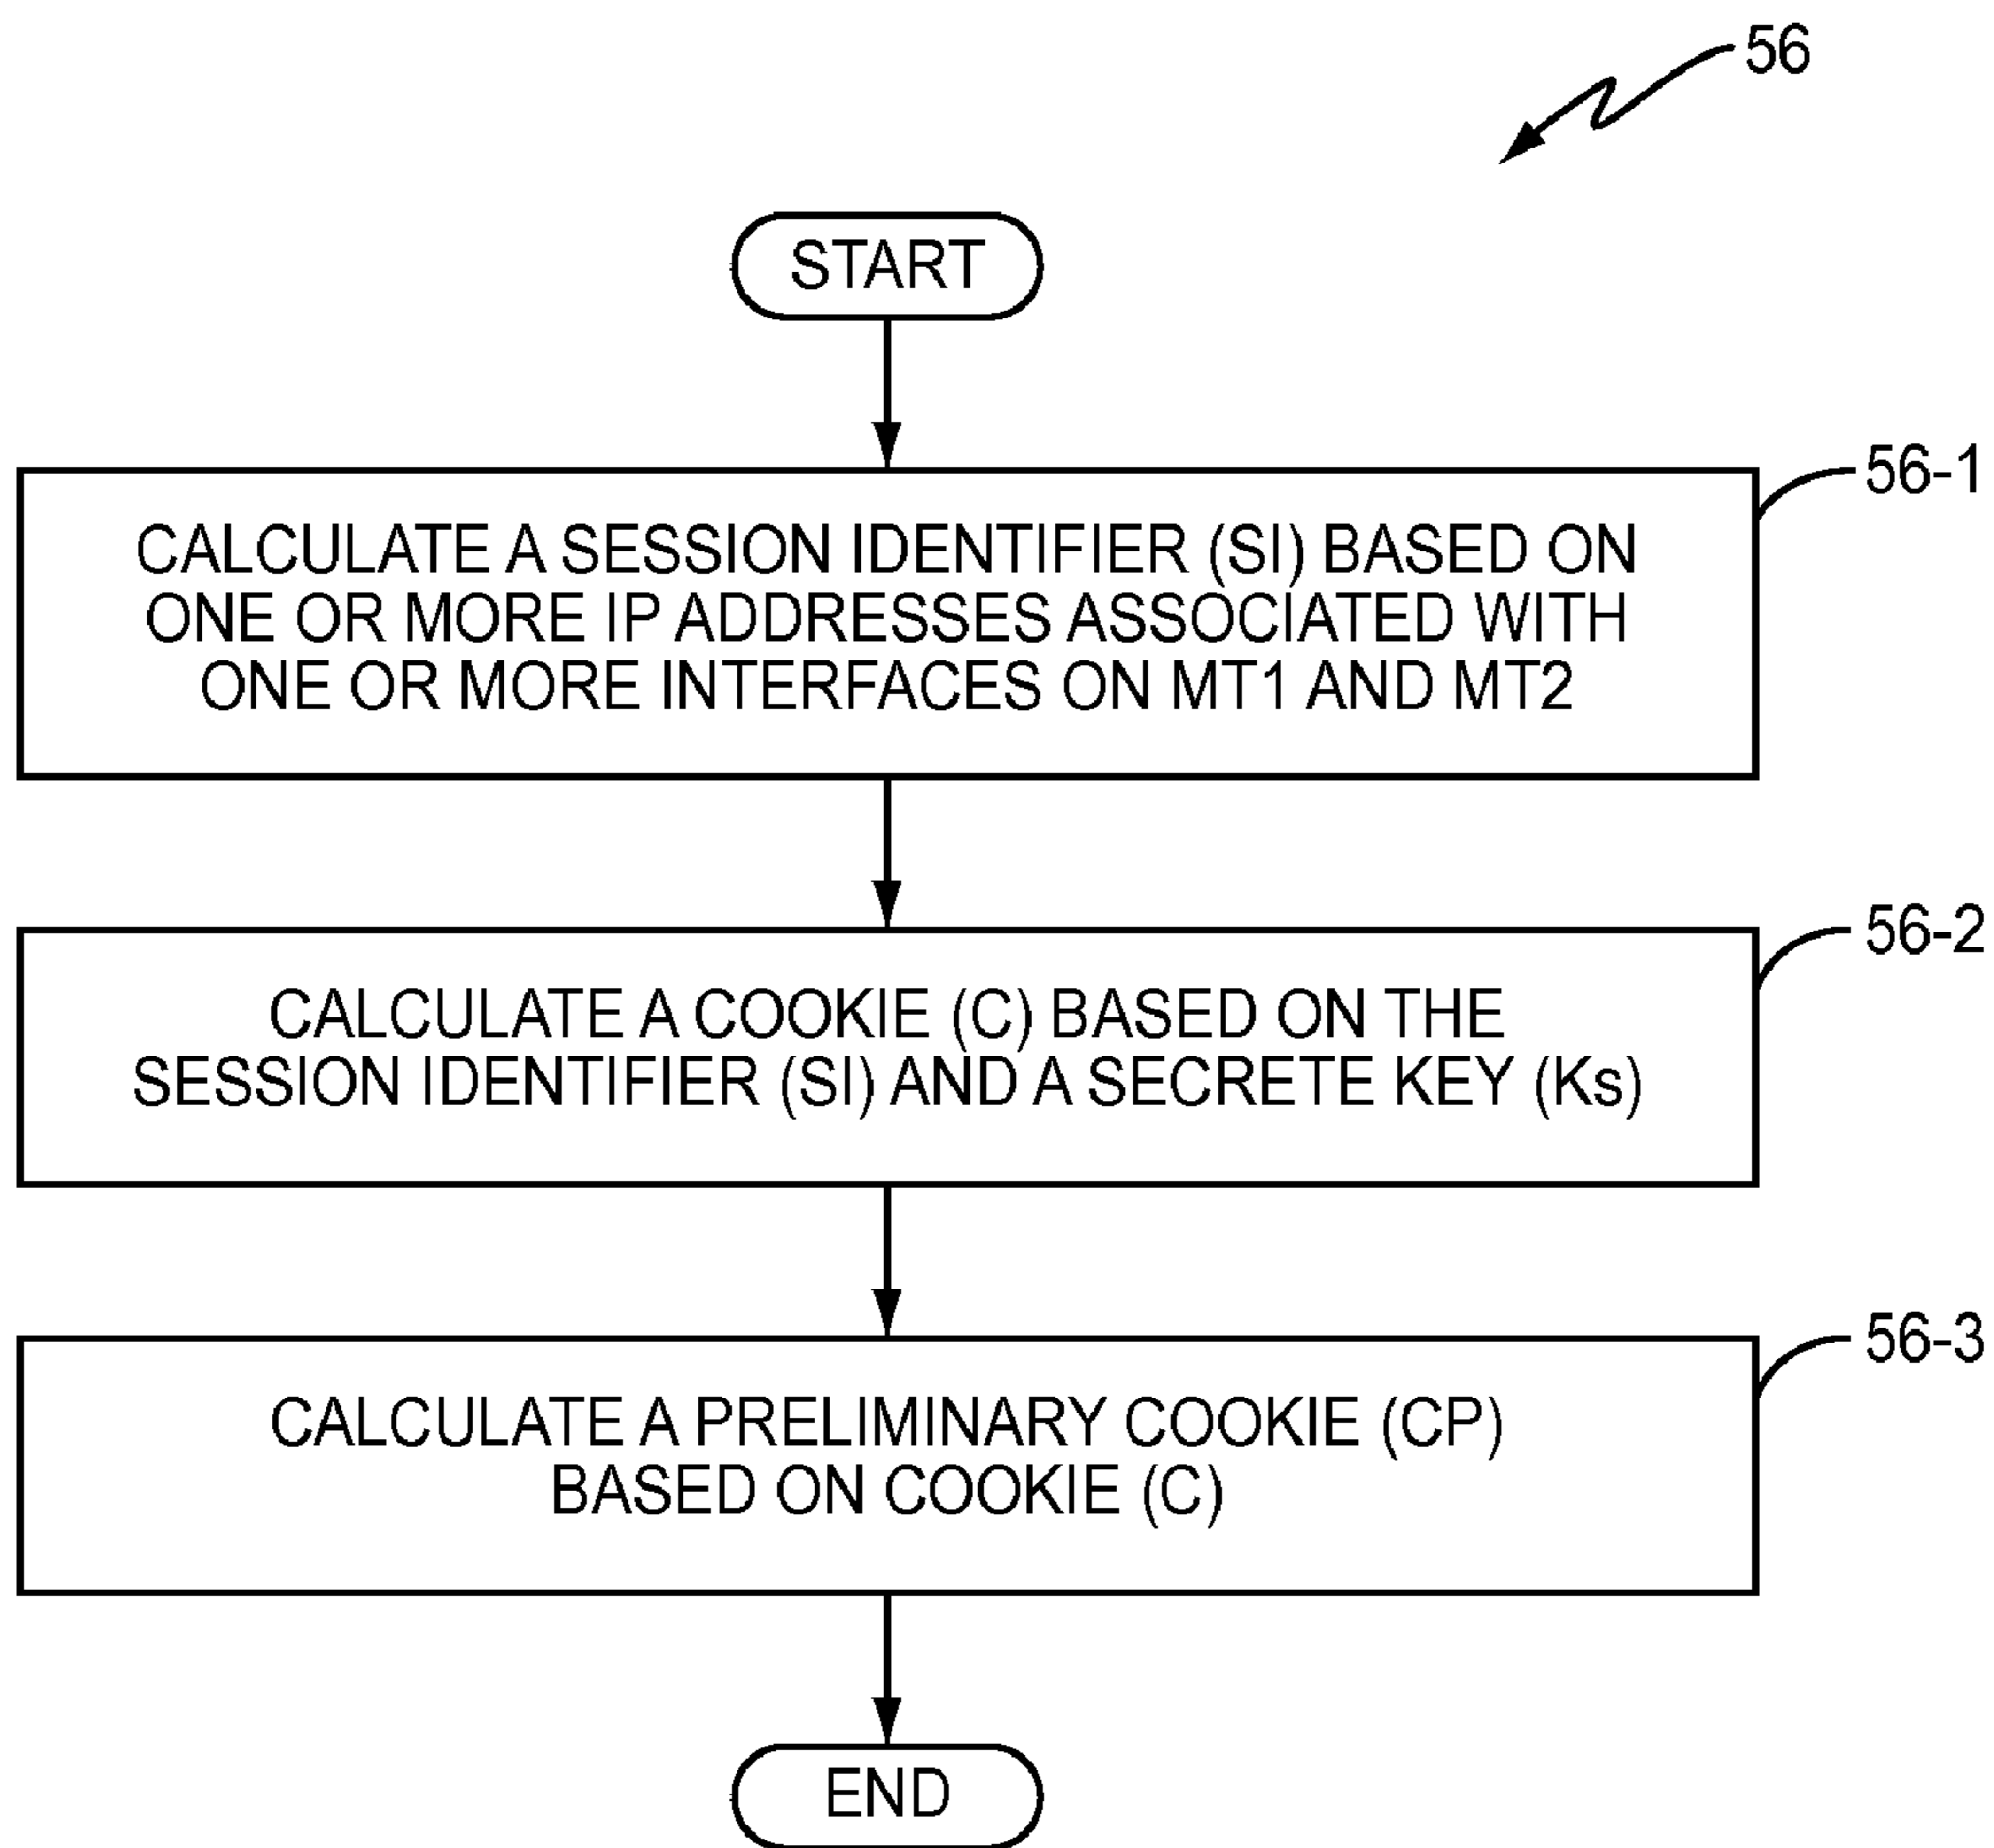 56
START
56-1
CALCULATE A SESSION IDENTIFIER (SI) BASED ON
ONE OR MORE IP ADDRESSES ASSOCIATED WITH
ONE OR MORE INTERFACES ON MT1 AND MT2
56-2
CALCULATE A COOKIE (C) BASED ON THE
SESSION IDENTIFIER (SI) AND A SECRETE KEY (Ks)
56-3
CALCULATE A PRELIMINARY COOKIE (CP)
BASED ON COOKIE (C)
END